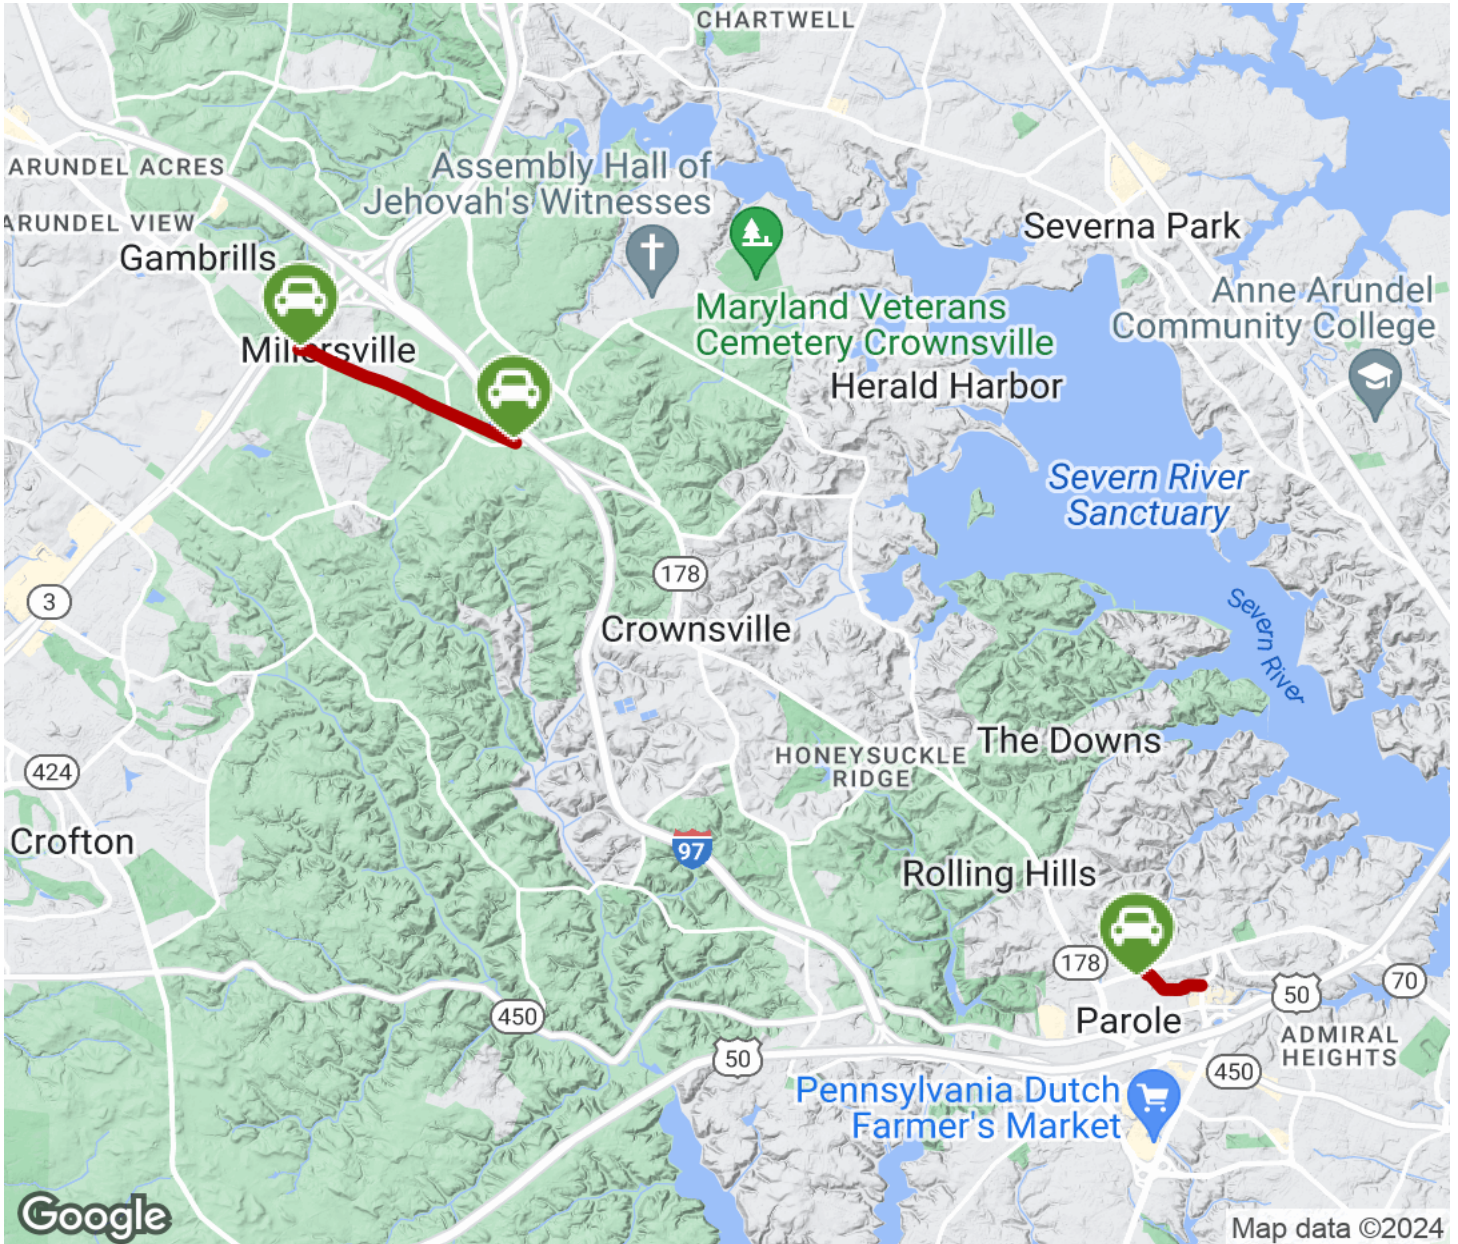 CHARTWELL
ARUNDEL ACRES
Assembly Hall of
Jehovah's Witnesses
ARUNDEL VIEW
Gambrills
Severna Park
Maryland Veterans
Cemetery Crownsville
Anne Arundel
Community College
Millersville
Herald Harbor
Severn River
Sanctuary
178
3
Crownsville
Severn River
The Downs
HONEYSUCKLE
RIDGE
424
Crofton
97
Rolling Hills
178
70
50
450
Parole
ADMIRAL
HEIGHTS
50
450
Pennsylvania Dutch
Farmer's Market
Google
Map data ©2024